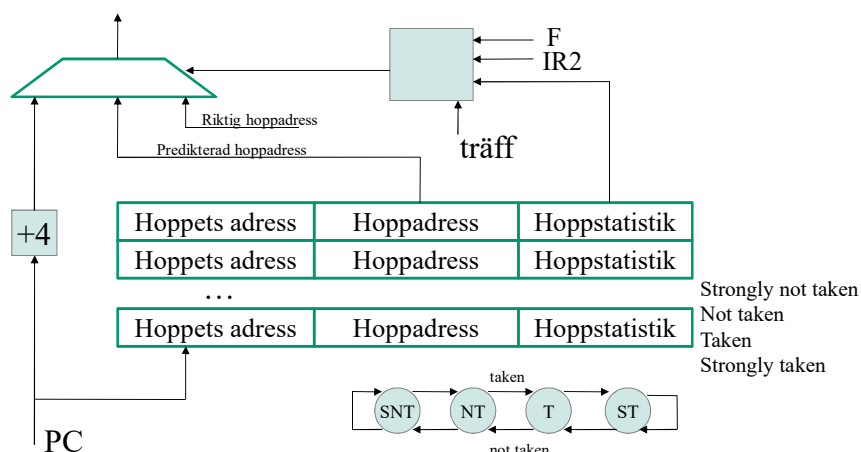 F
IR2
träff
Riktig hoppadress
Predikterad hoppadress
+4
Hoppets adress Hoppadress Hoppstatistik
Hoppets adress Hoppadress Hoppstatistik
...
Hoppets adress Hoppadress Hoppstatistik
Strongly not taken
Not taken
Taken
Strongly taken
taken
SNT NT T ST
not taken
PC